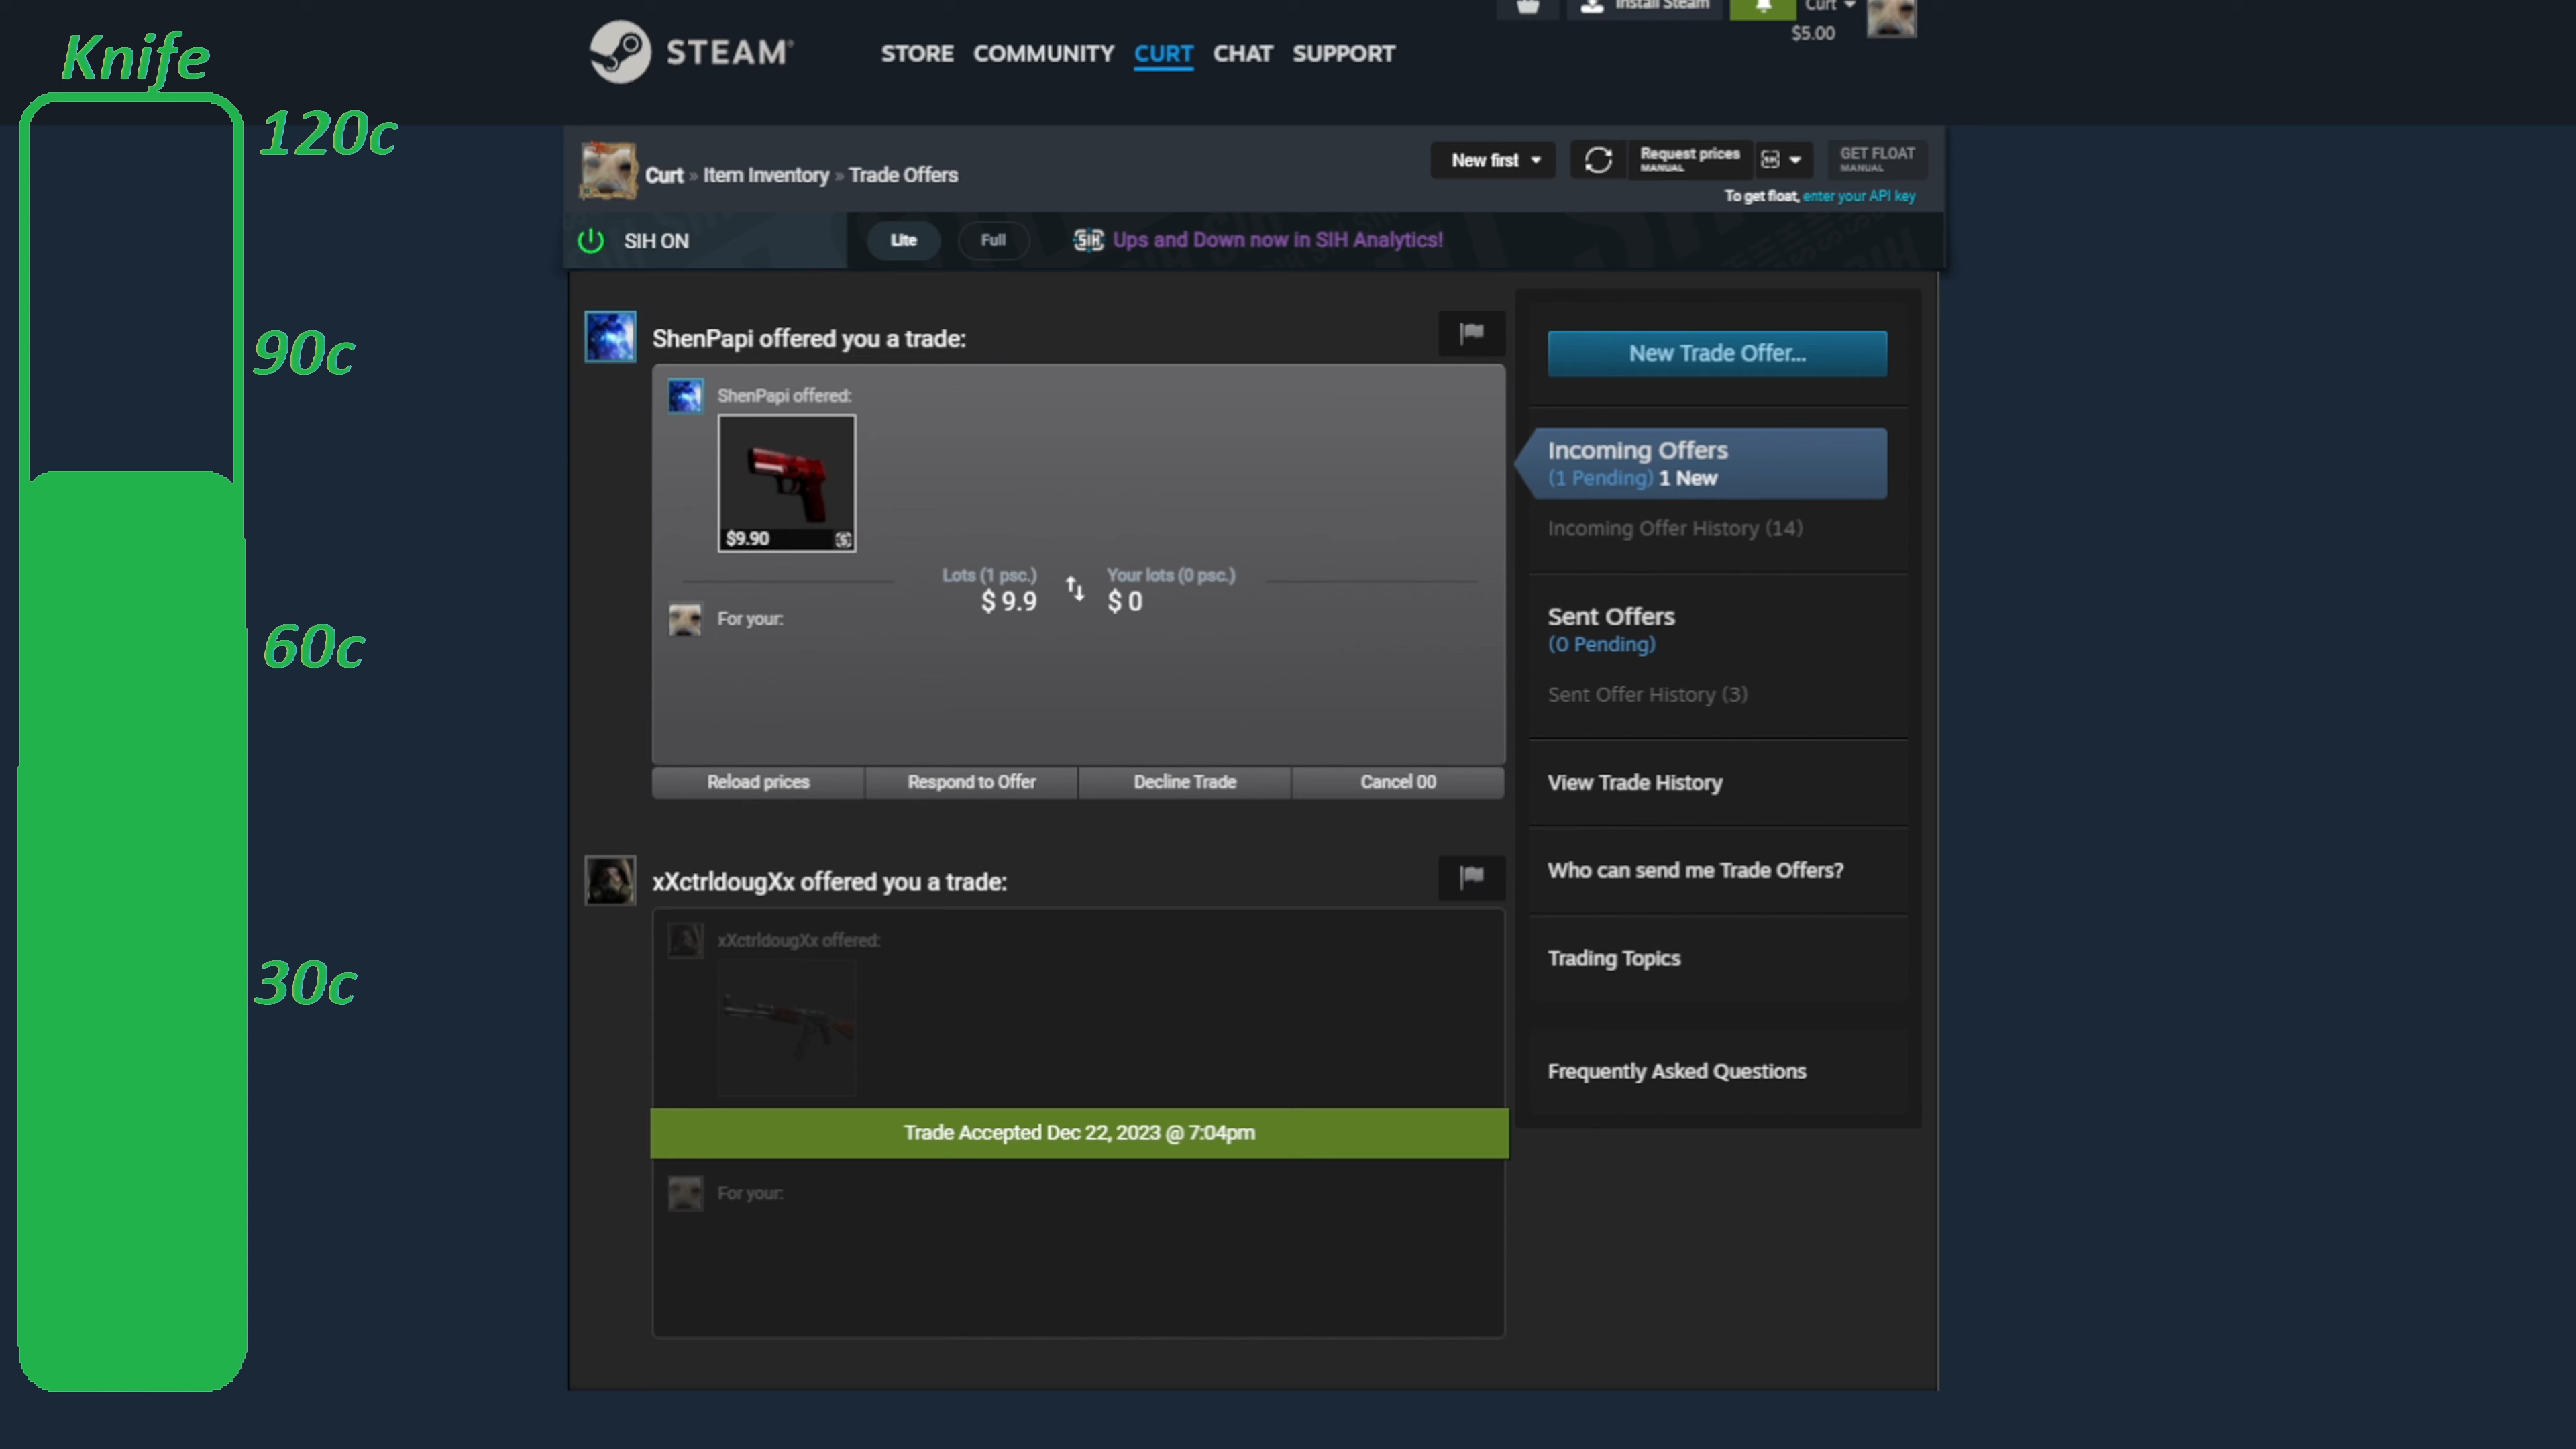 Knife
120c
90c
60c
30c
Install Steam
Curt
$5.00
STEAM®
STORE COMMUNITY CURT CHAT SUPPORT
Curt » Item Inventory » Trade Offers
New first
Request prices
MANUAL
GET FLOAT
MANUAL
To get float, enter your API key
SIH ON
Lite
Full
SIH Ups and Down now in SIH Analytics!
ShenPapi offered you a trade:
ShenPapi offered:
$9.90
Lots (1 psc.)
$ 9.9
Your lots (0 psc.)
$ 0
For your:
Reload prices
Respond to Offer
Decline Trade
Cancel 00
xXctrldougXx offered you a trade:
xXctrldougXx offered:
Trade Accepted Dec 22, 2023 @ 7:04pm
For your:
New Trade Offer...
Incoming Offers
(1 Pending) 1 New
Incoming Offer History (14)
Sent Offers
(0 Pending)
Sent Offer History (3)
View Trade History
Who can send me Trade Offers?
Trading Topics
Frequently Asked Questions